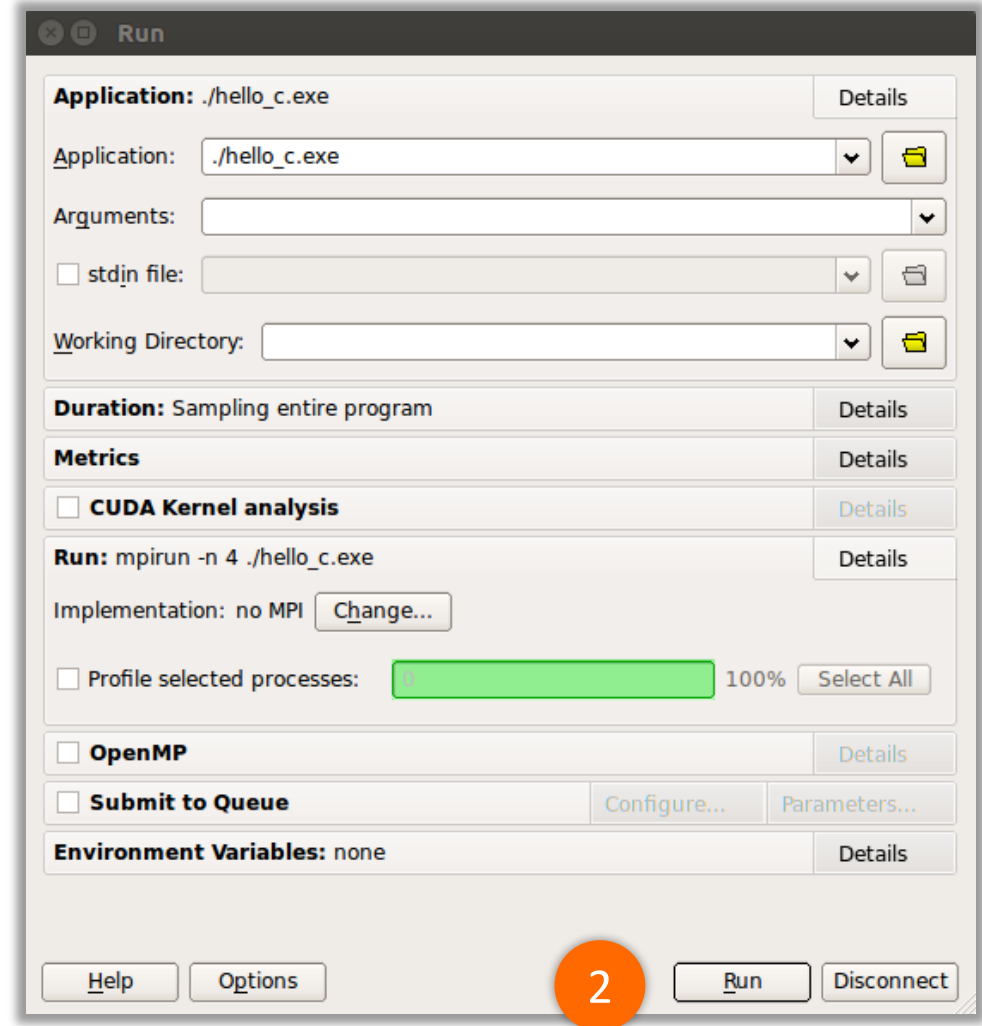 Run
Application: ./hello_c.exe Details
Application: ./hello_c.exe
Arguments:
stdin file:
Working Directory:
Duration: Sampling entire program Details
Metrics Details
CUDA Kernel analysis Details
Run: mpirun -n 4 ./hello_c.exe Details
Implementation: no MPI Change...
Profile selected processes: 0 100% Select All
OpenMP Details
Submit to Queue Configure... Parameters...
Environment Variables: none Details
Help Options 2 Run Disconnect